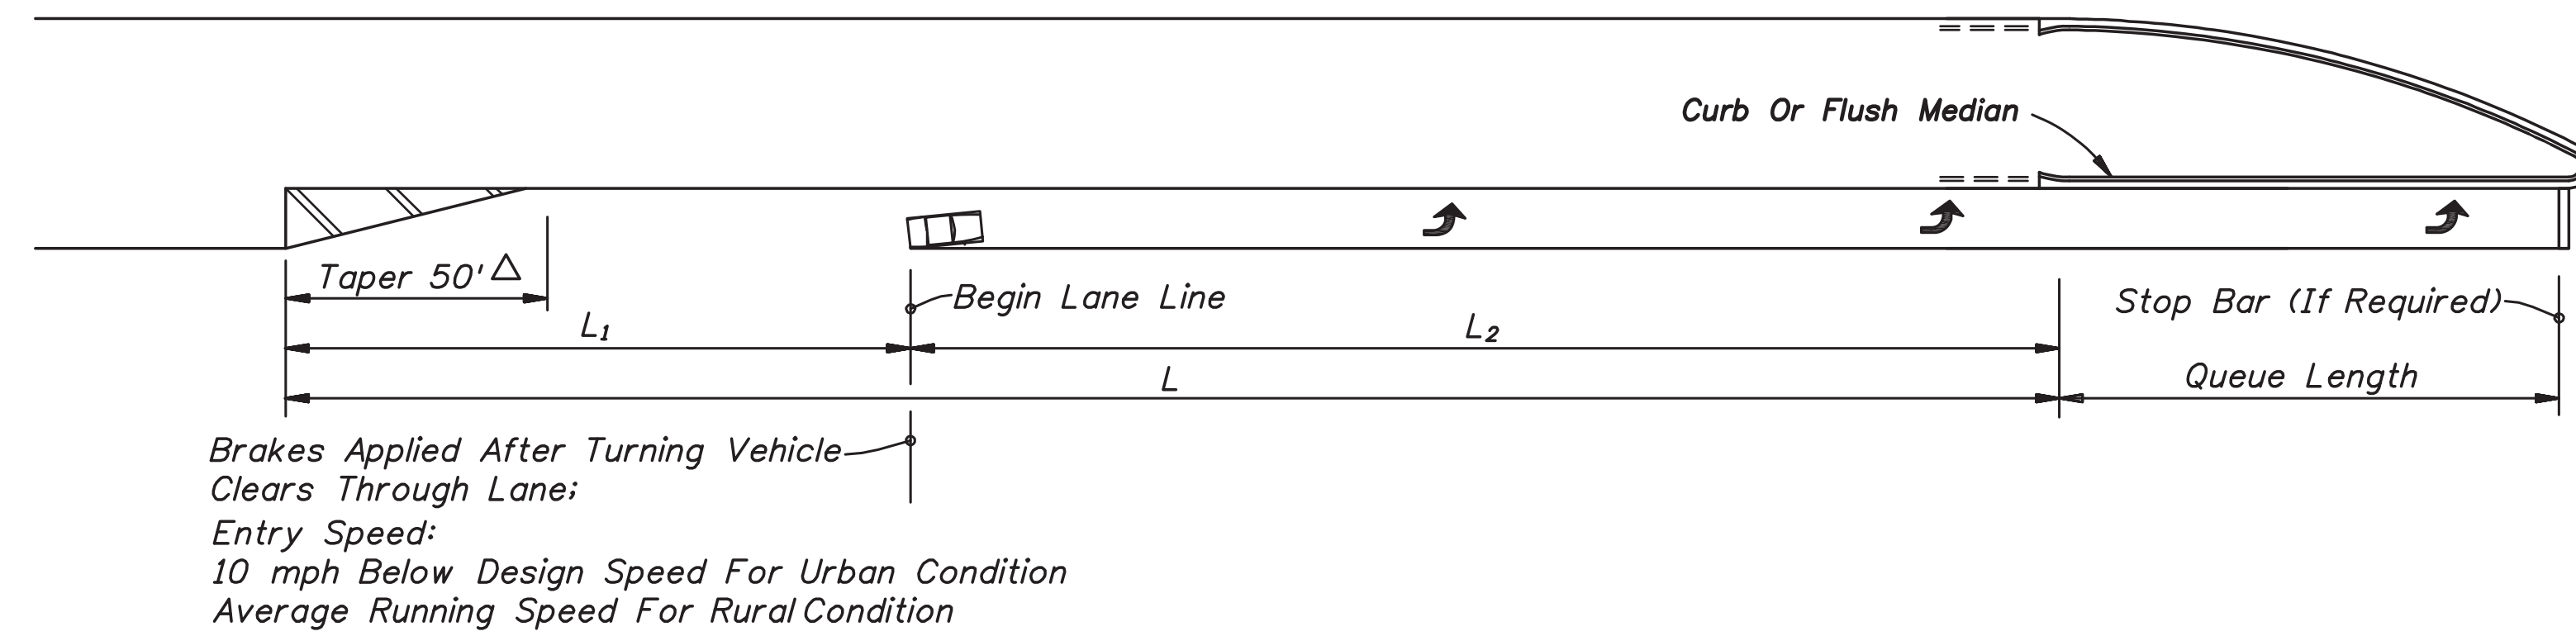 Curb Or Flush Median
Taper 50' △
Begin Lane Line
Stop Bar (If Required)
L₁
L₂
L
Queue Length
Brakes Applied After Turning Vehicle
Clears Through Lane;
Entry Speed:
10 mph Below Design Speed For Urban Condition
Average Running Speed For Rural Condition